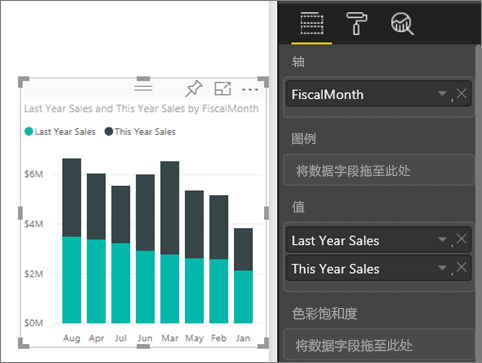 Last Year Sales and This Year Sales by FiscalMonth
Last Year Sales This Year Sales
$6M
$4M
$2M
$0M
Aug Apr Jul Jun Mar May Feb Jan
轴
FiscalMonth
图例
将数据字段拖至此处
值
Last Year Sales
This Year Sales
色彩饱和度
将数据字段拖至此处